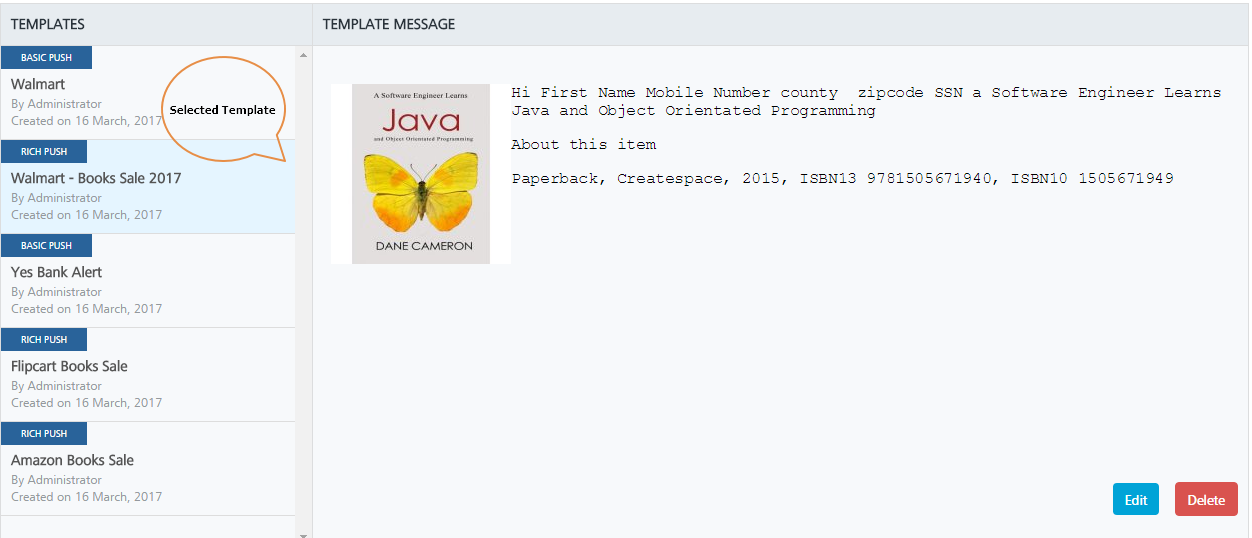 TEMPLATES
TEMPLATE MESSAGE
BASIC PUSH
Walmart
By Administrator
Created on 16 March, 2017
Selected Template
RICH PUSH
Walmart - Books Sale 2017
By Administrator
Created on 16 March, 2017
BASIC PUSH
Yes Bank Alert
By Administrator
Created on 16 March, 2017
RICH PUSH
Flipcart Books Sale
By Administrator
Created on 16 March, 2017
RICH PUSH
Amazon Books Sale
By Administrator
Created on 16 March, 2017
A Software Engineer Learns
Java
and Object Orientated Programming
DANE CAMERON
Hi First Name Mobile Number county  zipcode SSN a Software Engineer Learns
Java and Object Orientated Programming
About this item
Paperback, Createspace, 2015, ISBN13 9781505671940, ISBN10 1505671949
Edit
Delete